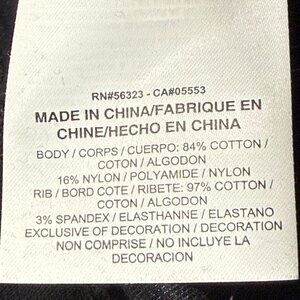 RN#56323 - CA#05553
MADE IN CHINA/FABRIQUE EN
CHINE/HECHO EN CHINA
BODY / CORPS / CUERPO: 84% COTTON /
COTON / ALGODON
16% NYLON / POLYAMIDE / NYLON
RIB / BORD COTE / RIBETE: 97% COTTON /
COTON / ALGODON
3% SPANDEX / ELASTHANNE / ELASTANO
EXCLUSIVE OF DECORATION / DECORATION
NON COMPRISE / NO INCLUYE LA
DECORACION